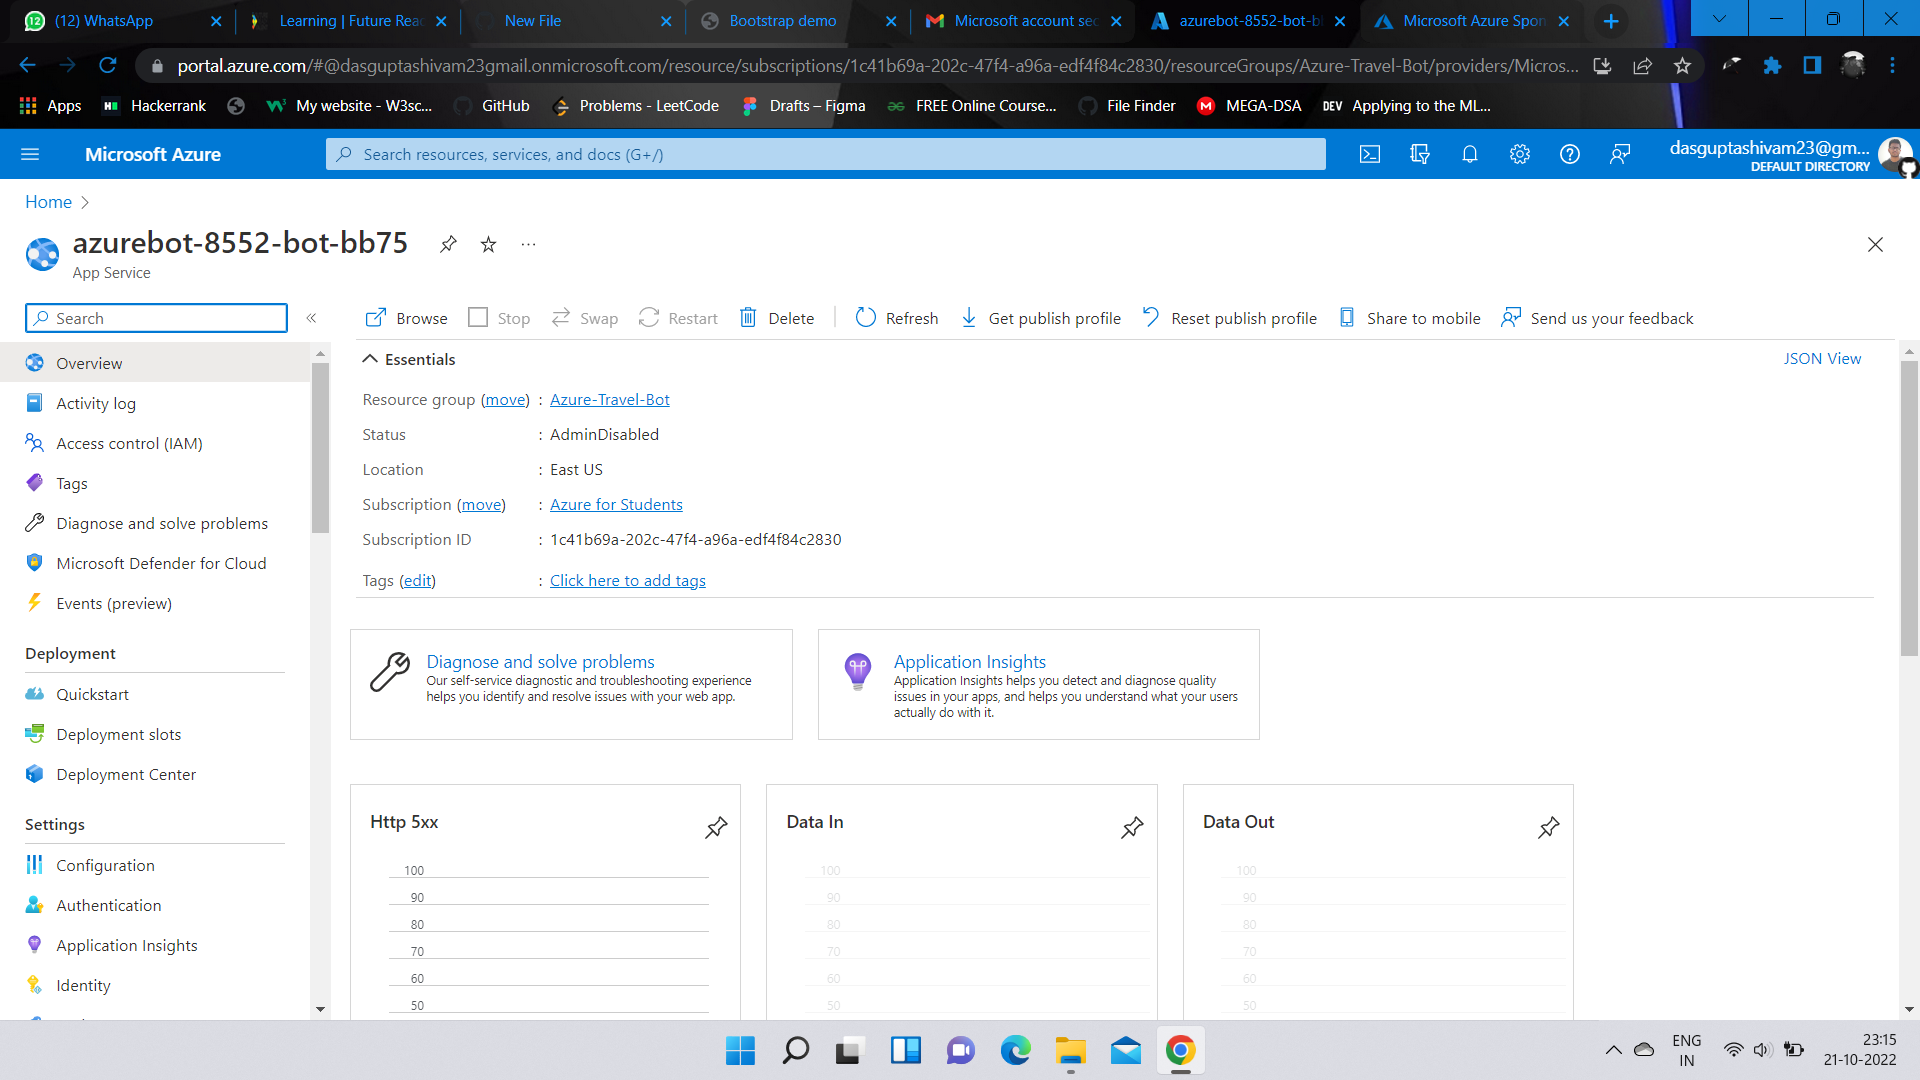 (12) WhatsApp
Learning | Future Read
New File
Bootstrap demo
Microsoft account sec
azurebot-8552-bot-bb
Microsoft Azure Spon
portal.azure.com/#@dasguptashivam23gmail.onmicrosoft.com/resource/subscriptions/1c41b69a-202c-47f4-a96a-edf4f84c2830/resourceGroups/Azure-Travel-Bot/providers/Micros...
Apps
Hackerrank
My website - W3sc...
GitHub
Problems - LeetCode
Drafts – Figma
FREE Online Course...
File Finder
MEGA-DSA
DEV Applying to the ML...
Microsoft Azure
Search resources, services, and docs (G+/)
dasguptashivam23@gm...
DEFAULT DIRECTORY
Home
azurebot-8552-bot-bb75
App Service
Search
Browse
Stop
Swap
Restart
Delete
Refresh
Get publish profile
Reset publish profile
Share to mobile
Send us your feedback
Overview
Activity log
Access control (IAM)
Tags
Diagnose and solve problems
Microsoft Defender for Cloud
Events (preview)
Deployment
Quickstart
Deployment slots
Deployment Center
Settings
Configuration
Authentication
Application Insights
Identity
Essentials
JSON View
Resource group (move) : Azure-Travel-Bot
Status : AdminDisabled
Location : East US
Subscription (move) : Azure for Students
Subscription ID : 1c41b69a-202c-47f4-a96a-edf4f84c2830
Tags (edit) : Click here to add tags
Diagnose and solve problems
Our self-service diagnostic and troubleshooting experience
helps you identify and resolve issues with your web app.
Application Insights
Application Insights helps you detect and diagnose quality
issues in your apps, and helps you understand what your users
actually do with it.
Http 5xx
100
90
80
70
60
50
Data In
100
90
80
70
60
50
Data Out
100
90
80
70
60
50
ENG
IN
23:15
21-10-2022